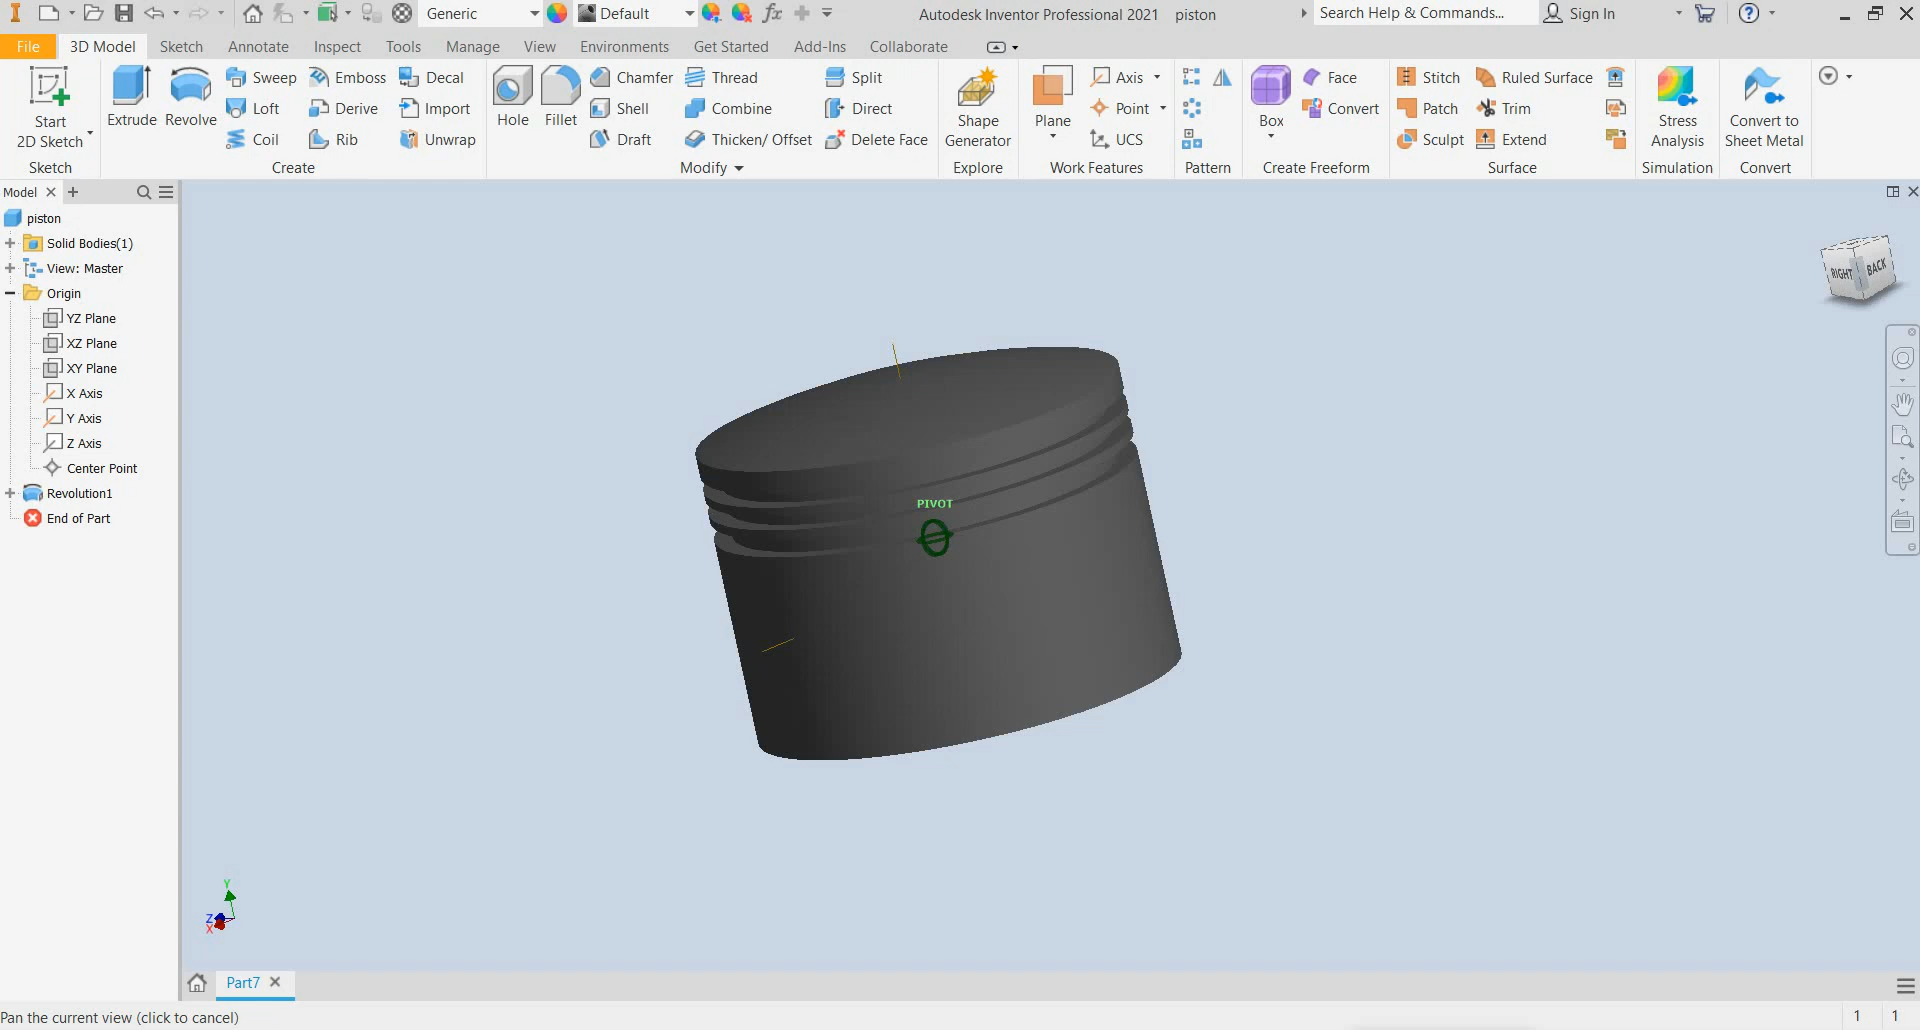 Generic Default Autodesk Inventor Professional 2021 piston Search Help & Commands... Sign In
File 3D Model Sketch Annotate Inspect Tools Manage View Environments Get Started Add-Ins Collaborate
Start
2D Sketch
Extrude
Revolve
Sweep
Loft
Coil
Emboss
Derive
Rib
Decal
Import
Unwrap
Hole
Fillet
Chamfer
Shell
Draft
Thread
Combine
Thicken/ Offset
Split
Direct
Delete Face
Shape
Generator
Plane
Axis
Point
UCS
Box
Face
Convert
Stitch
Patch
Sculpt
Ruled Surface
Trim
Extend
Stress
Analysis
Convert to
Sheet Metal
Sketch Create Modify Explore Work Features Pattern Create Freeform Surface Simulation Convert
Model
piston
Solid Bodies(1)
View: Master
Origin
YZ Plane
XZ Plane
XY Plane
X Axis
Y Axis
Z Axis
Center Point
Revolution1
End of Part
RIGHT BACK
PIVOT
Y
Z
X
Part7
Pan the current view (click to cancel) 1 1